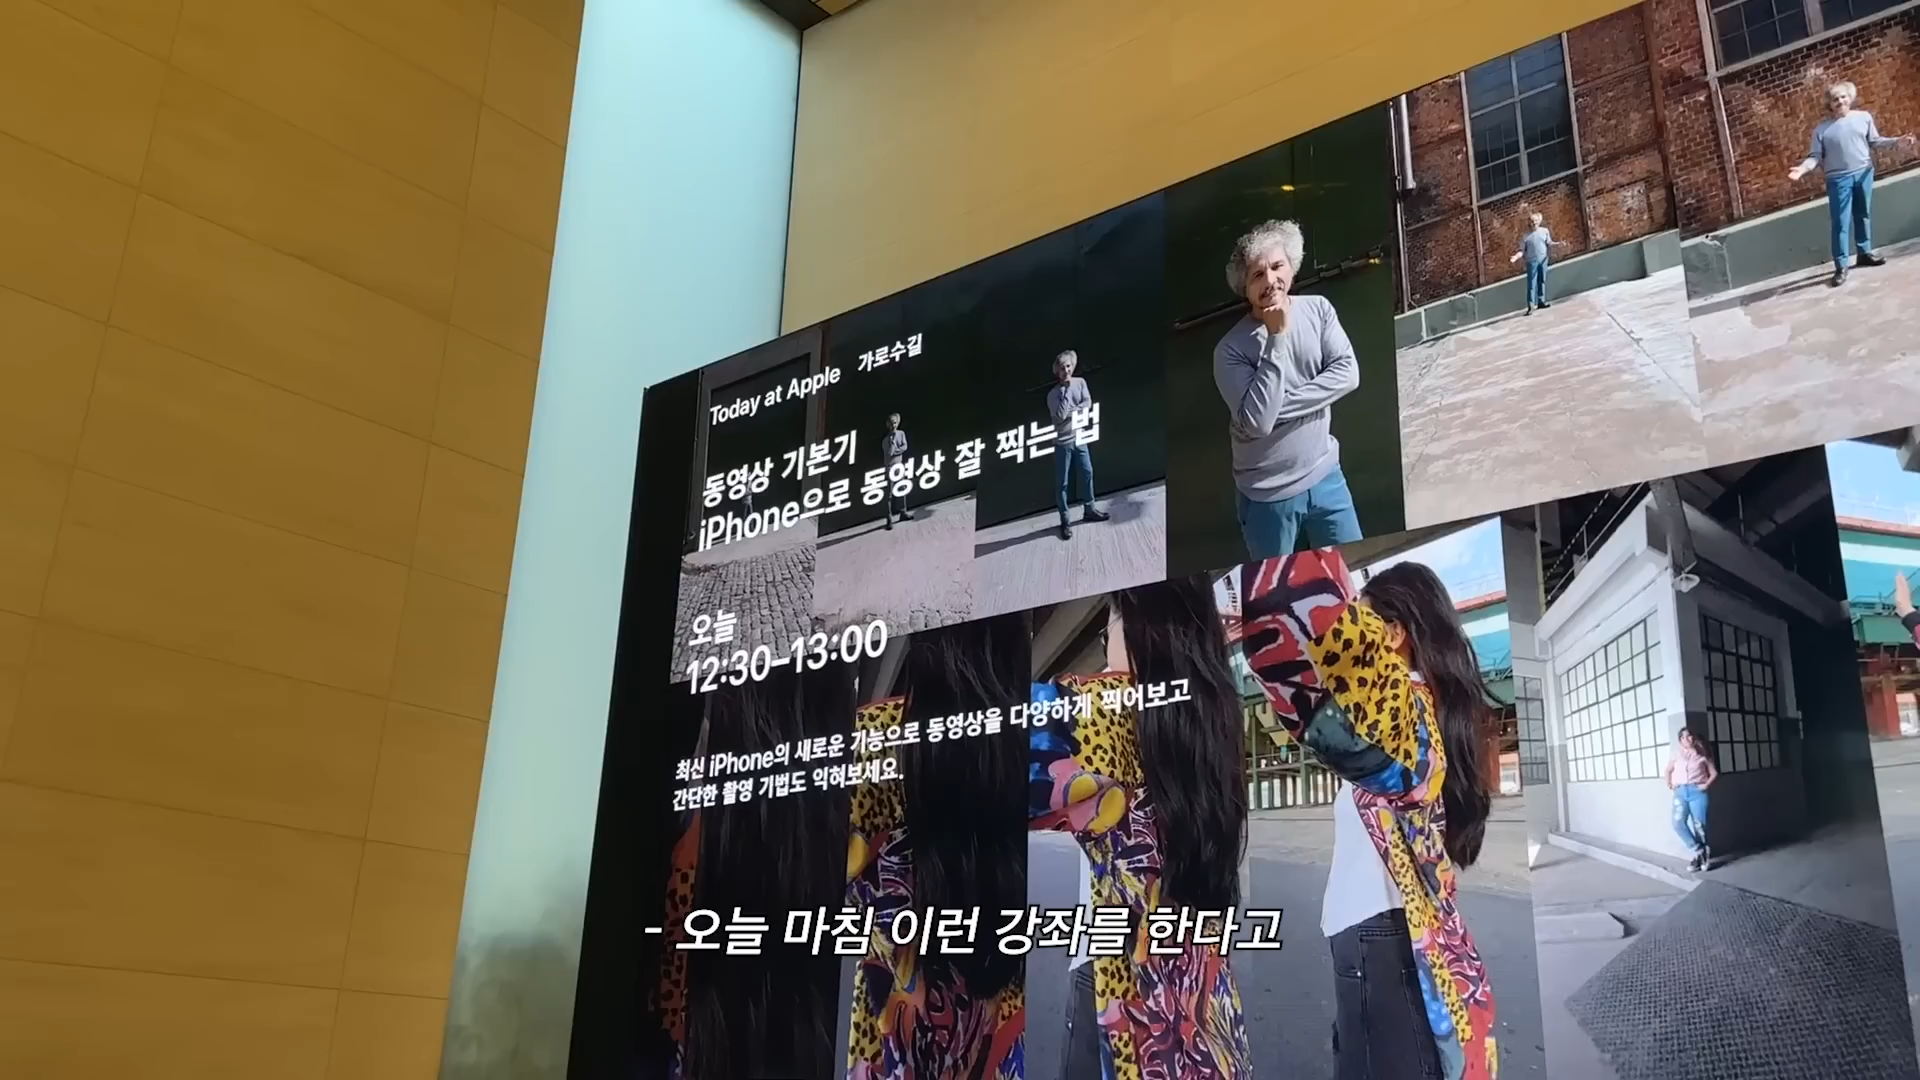 Today at Apple 가로수길
동영상 기본기
iPhone으로 동영상 잘 찍는 법
오늘
12:30–13:00
최신 iPhone의 새로운 기능으로 동영상을 다양하게 찍어보고
간단한 촬영 기법도 익혀보세요.
- 오늘 마침 이런 강좌를 한다고